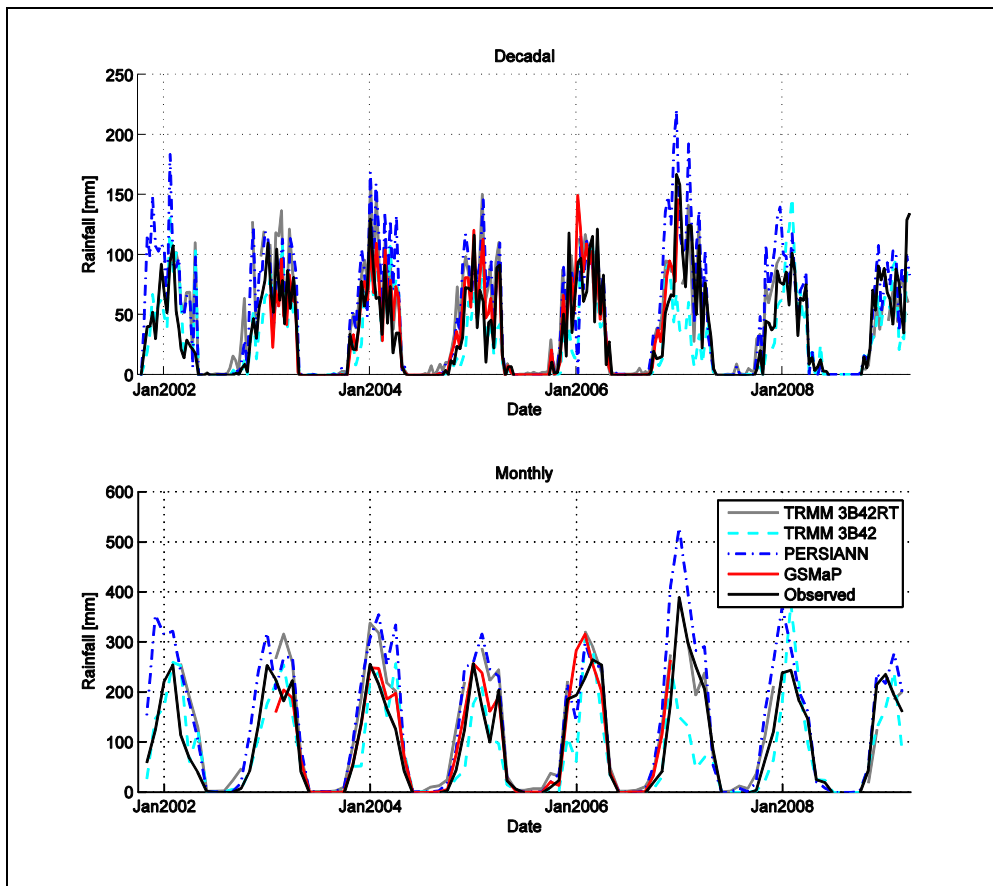 Decadal
250
200
150
100
50
0
Rainfall [mm]
Jan2002
Jan2004
Jan2006
Jan2008
Date
Monthly
600
500
400
300
200
100
0
Rainfall [mm]
TRMM 3B42RT
TRMM 3B42
PERSIANN
GSMaP
Observed
Jan2002
Jan2004
Jan2006
Jan2008
Date